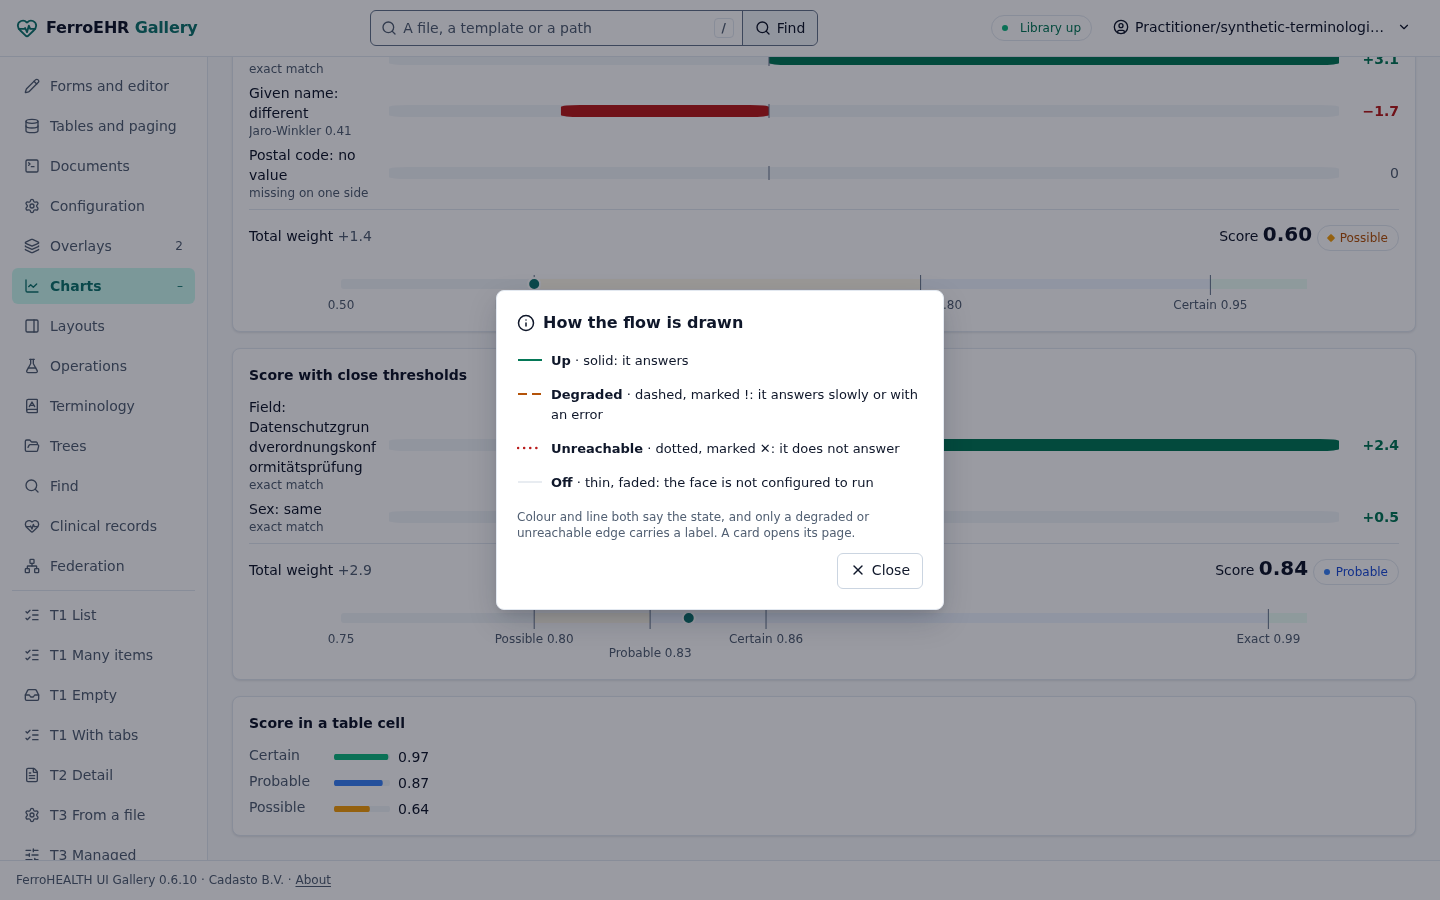 FerroEHR Gallery
A file, a template or a path
/
Find
Library up
Practitioner/synthetic-terminologi…
Forms and editor
Tables and paging
Documents
Configuration
Overlays 2
Charts –
Layouts
Operations
Terminology
Trees
Find
Clinical records
Federation
T1 List
T1 Many items
T1 Empty
T1 With tabs
T2 Detail
T3 From a file
T3 Managed
exact match
+3.1
Given name:
different
Jaro-Winkler 0.41
−1.7
Postal code: no
value
missing on one side
0
Total weight +1.4
Score 0.60 Possible
0.50
.80
Certain 0.95
Score with close thresholds
Field:
Datenschutzgrun
dverordnungskonf
ormitätsprüfung
exact match
+2.4
Sex: same
exact match
+0.5
Total weight +2.9
Score 0.84 Probable
0.75
Possible 0.80
Probable 0.83
Certain 0.86
Exact 0.99
Score in a table cell
Certain 0.97
Probable 0.87
Possible 0.64
How the flow is drawn
Up · solid: it answers
Degraded · dashed, marked !: it answers slowly or with
an error
Unreachable · dotted, marked ✕: it does not answer
Off · thin, faded: the face is not configured to run
Colour and line both say the state, and only a degraded or
unreachable edge carries a label. A card opens its page.
Close
FerroHEALTH UI Gallery 0.6.10 · Cadasto B.V. · About